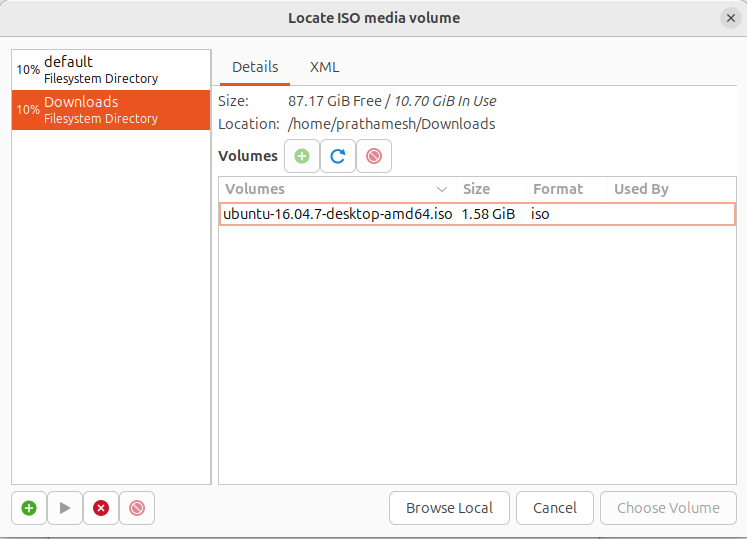 Locate ISO media volume
10% default
Filesystem Directory
10% Downloads
Filesystem Directory
Details XML
Size: 87.17 GiB Free / 10.70 GiB In Use
Location: /home/prathamesh/Downloads
Volumes
Volumes Size Format Used By
ubuntu-16.04.7-desktop-amd64.iso 1.58 GiB iso
Browse Local Cancel Choose Volume